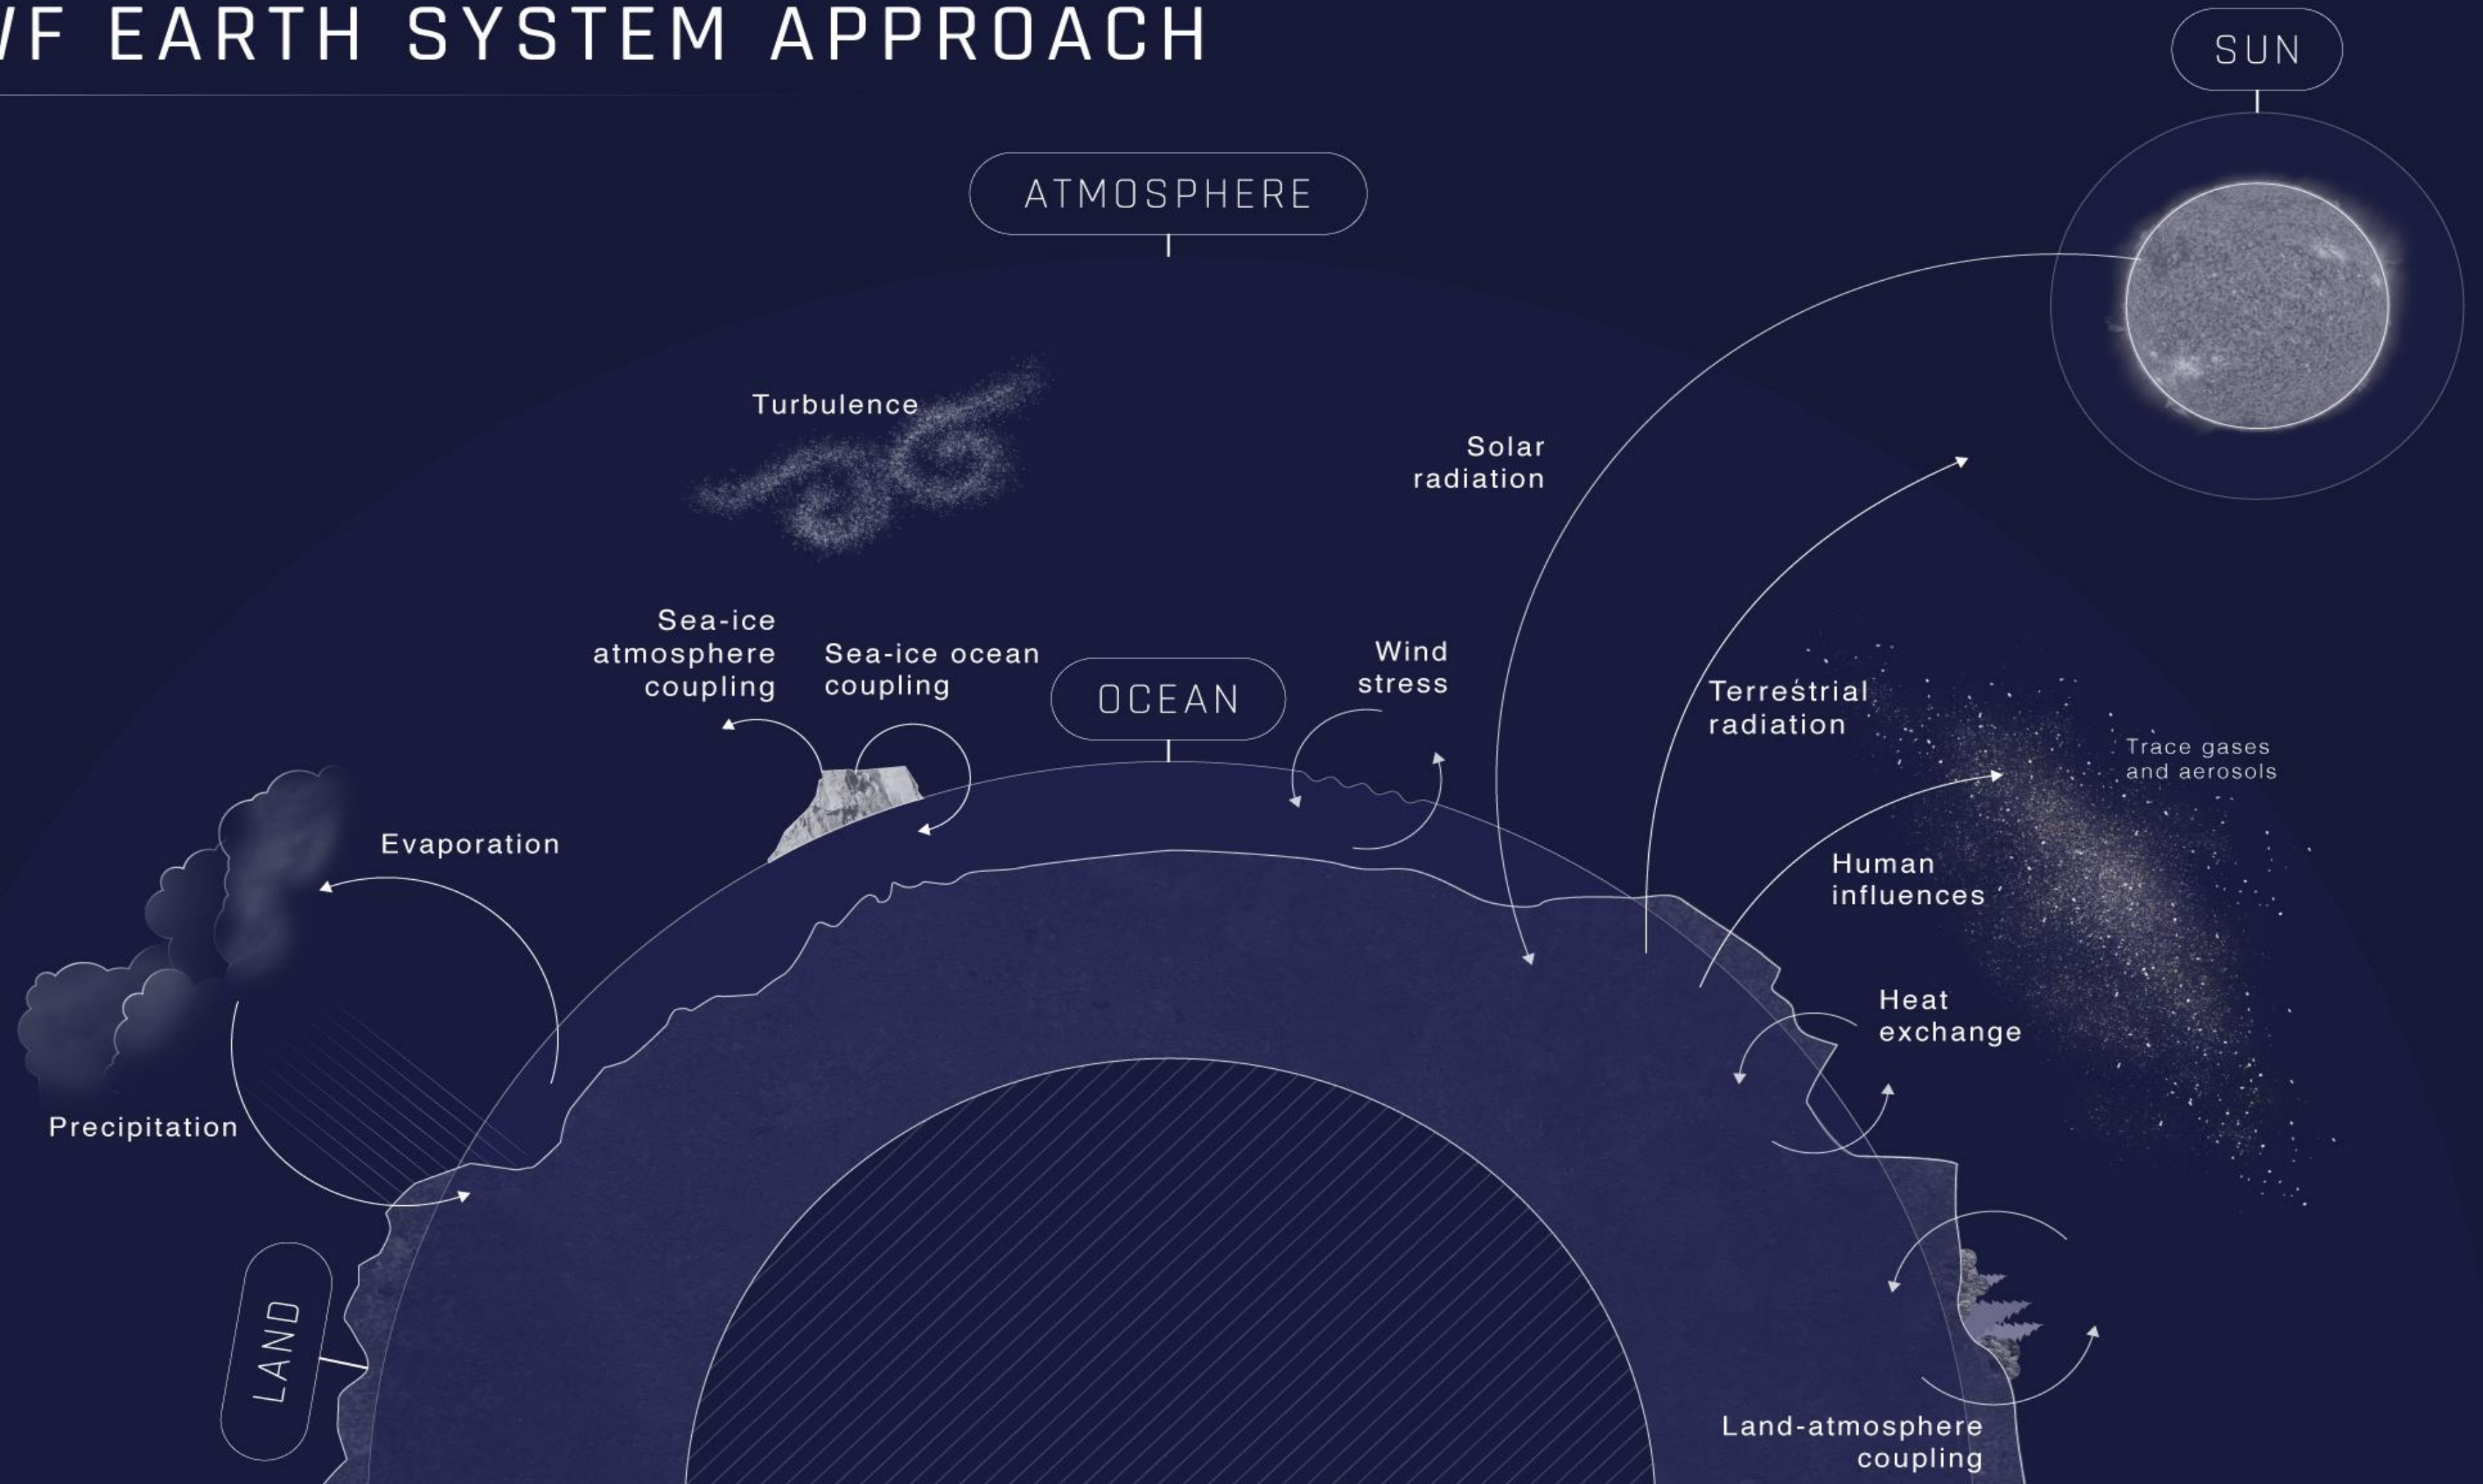 F EARTH SYSTEM APPROACH
SUN
ATMOSPHERE
Turbulence
Solar
radiation
Sea-ice
atmosphere
coupling
Sea-ice ocean
coupling
OCEAN
Wind
stress
Terrestrial
radiation
Trace gases
and aerosols
Evaporation
Human
influences
Heat
exchange
Precipitation
LAND
Land-atmosphere
coupling